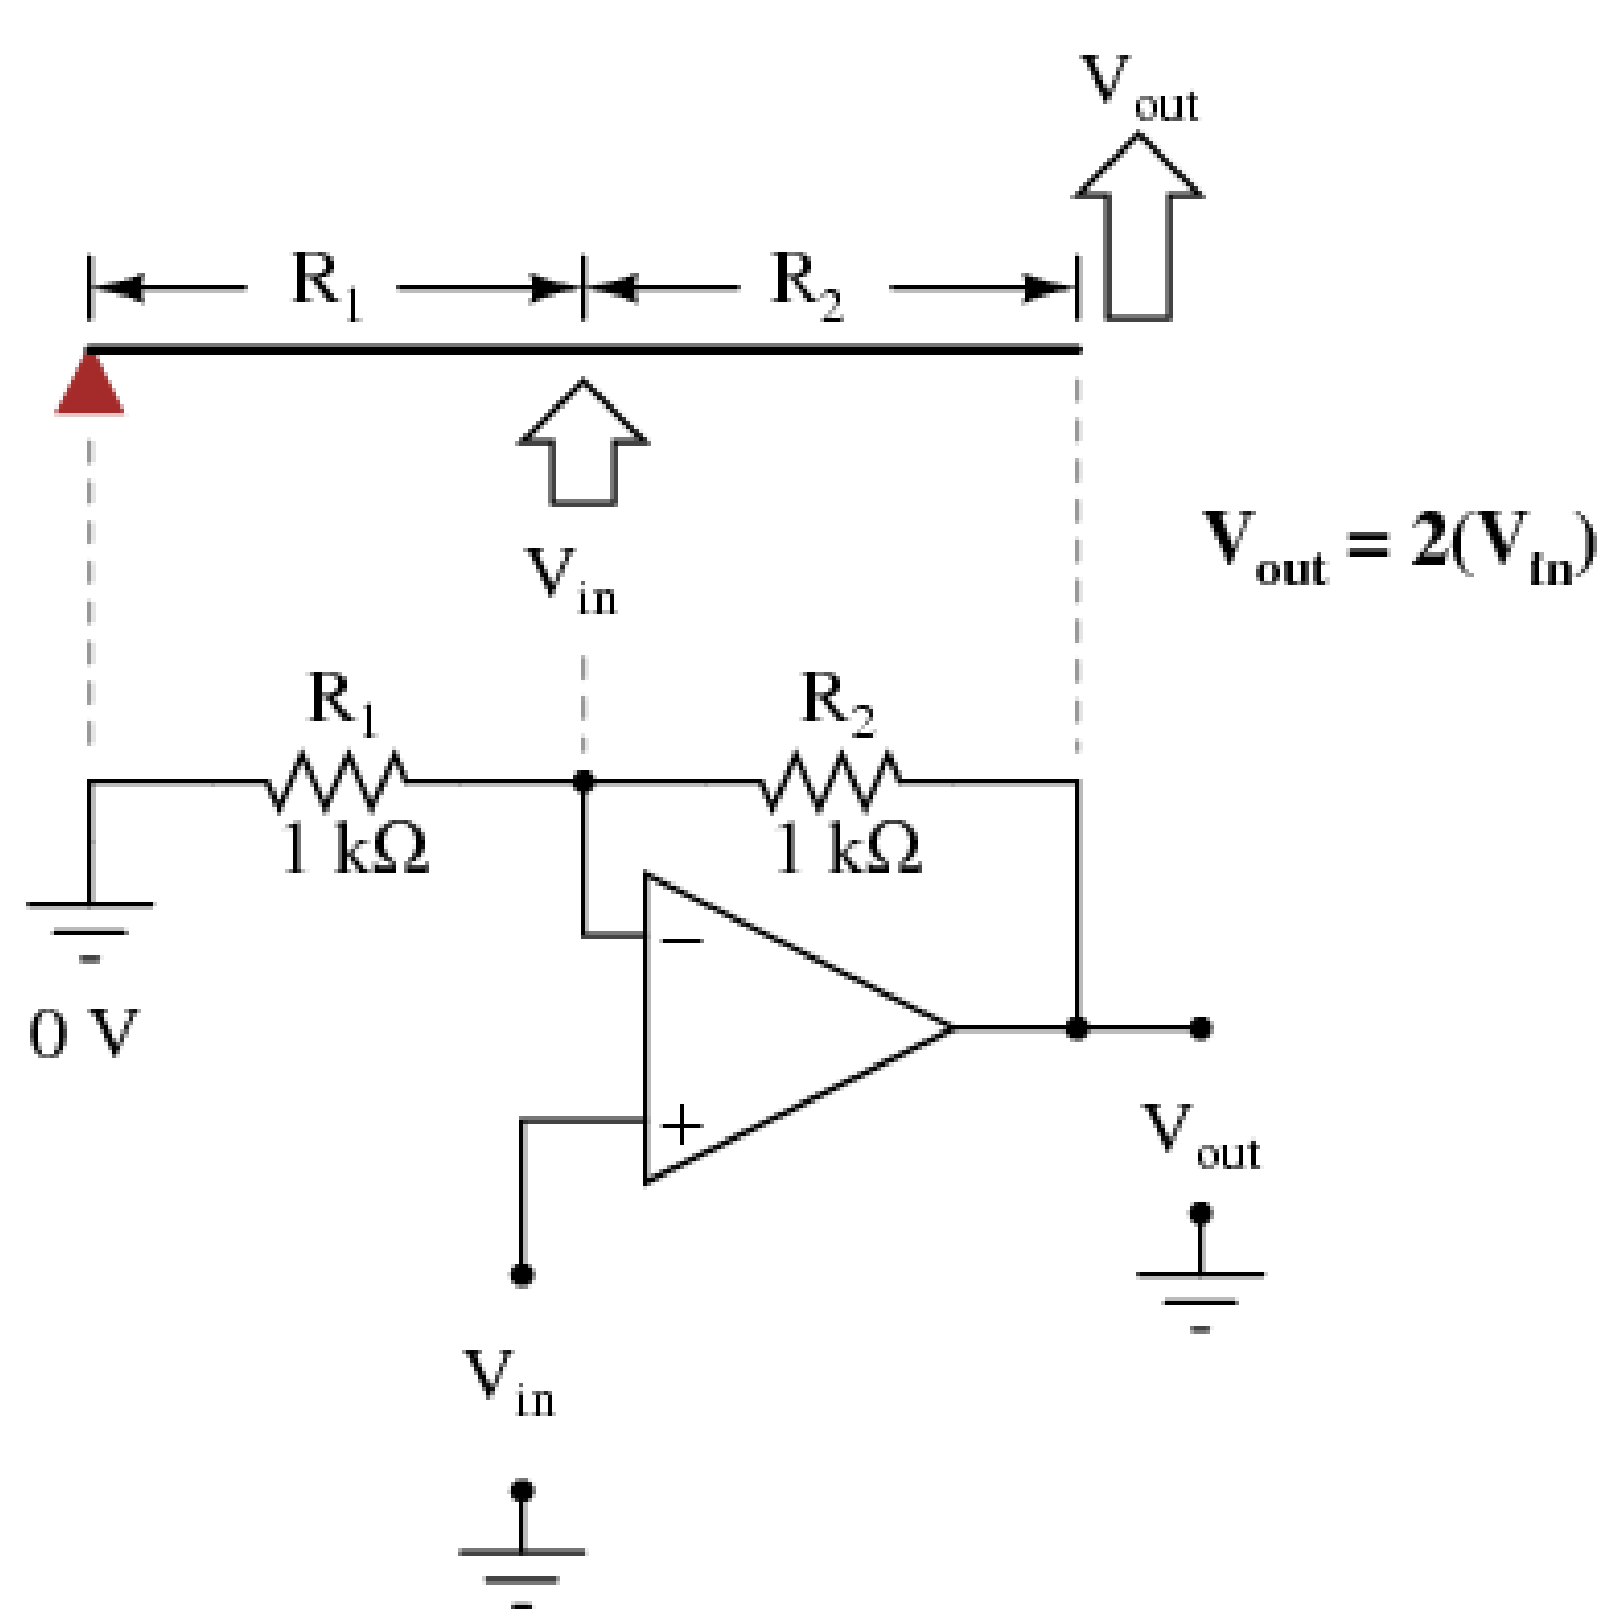 Vout
R1 R2
Vin
Vout = 2(Vin)
R1 R2
1 kΩ 1 kΩ
−
0 V
+
Vout
Vin